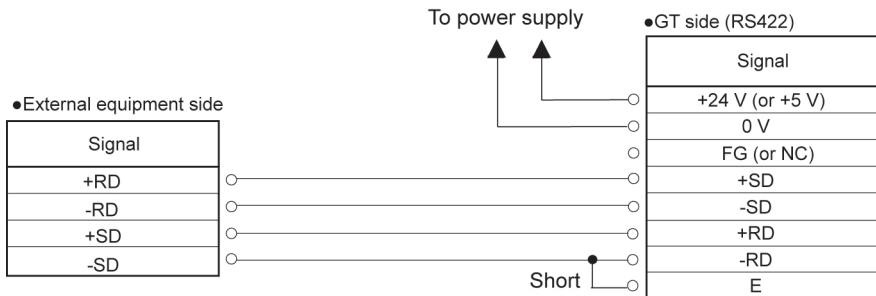 To power supply
●GT side (RS422)
Signal
+24 V (or +5 V)
0 V
FG (or NC)
+SD
-SD
+RD
-RD
E
●External equipment side
Signal
+RD
-RD
+SD
-SD
Short